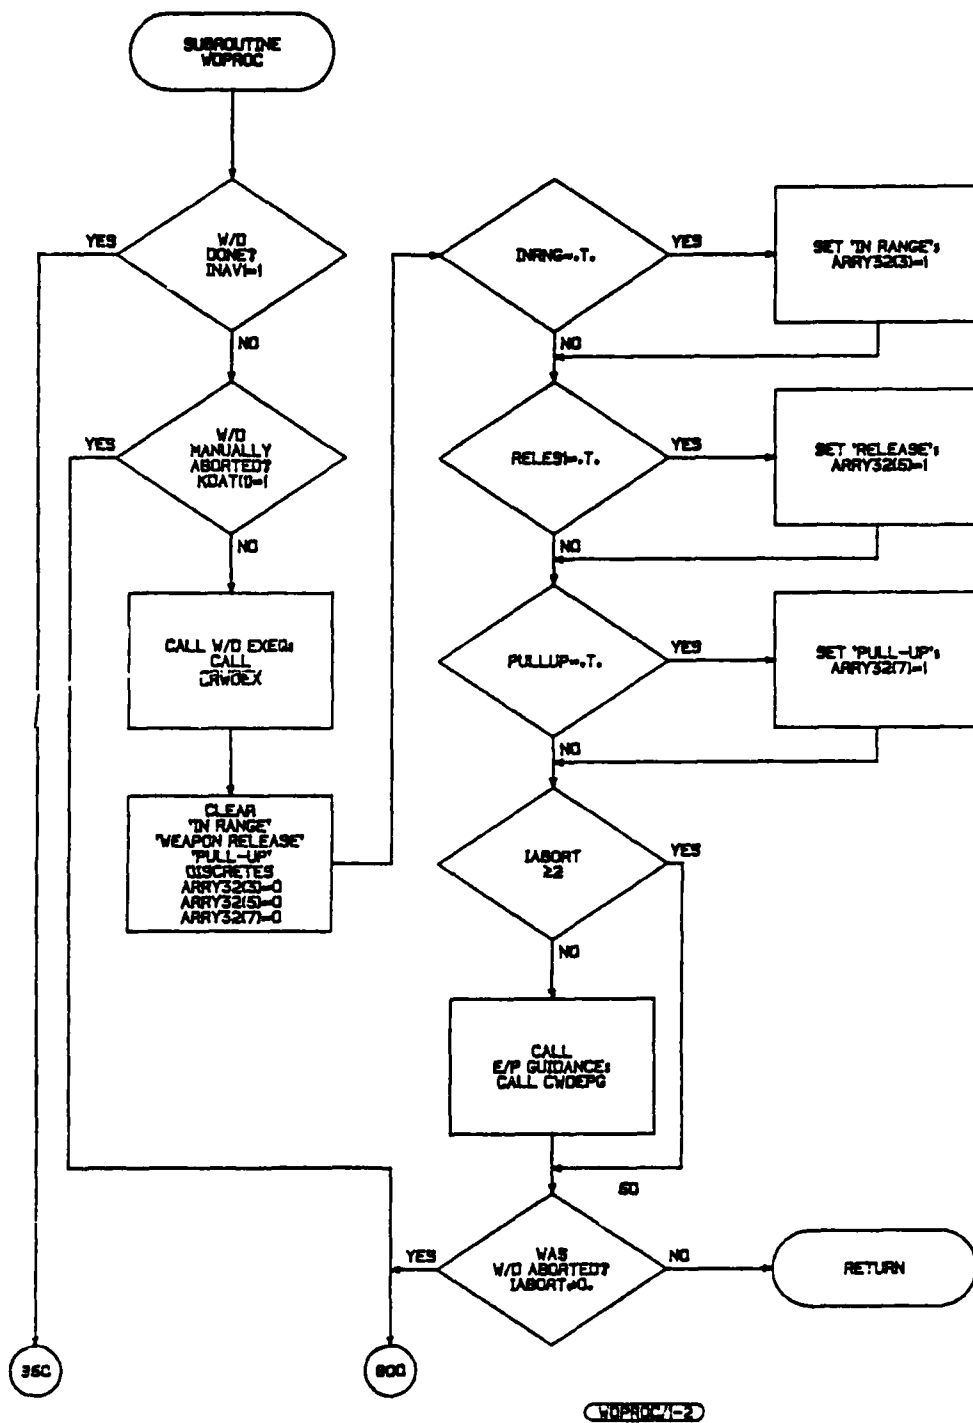 SUBROUTINE
WDPROC
W/D
DONE?
INAV1=1
YES
NO
W/D
MANUALLY
ABORTED?
KDAT(1)=1
YES
NO
CALL W/D EXEQ:
CALL
CRWDEX
CLEAR
"IN RANGE"
"WEAPON RELEASE"
"PULL-UP"
DISCRETES
ARRY32(3)=0
ARRY32(5)=0
ARRY32(7)=0
INRNG=.T.
YES
NO
SET "IN RANGE":
ARRY32(3)=1
RELES1=.T.
YES
NO
SET "RELEASE":
ARRY32(5)=1
PULLUP=.T.
YES
NO
SET "PULL-UP":
ARRY32(7)=1
IABORT
≥2
YES
NO
CALL
E/P GUIDANCE:
CALL CWDEPG
50
WAS
W/D ABORTED?
IABORT≠0.
YES
NO
RETURN
350
800
WDPROC/1-2